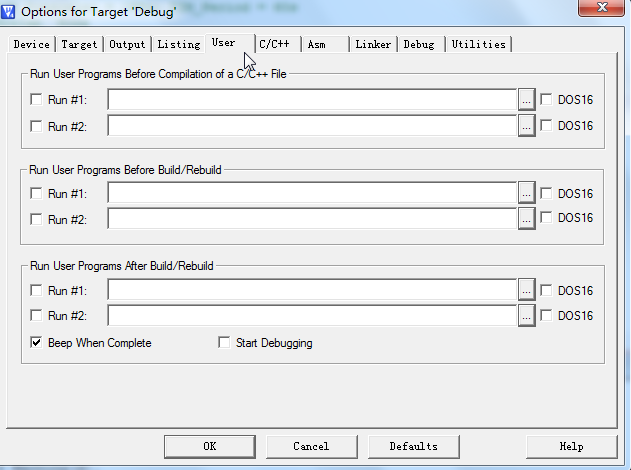 Options for Target 'Debug'
Device Target Output Listing User C/C++ Asm Linker Debug Utilities
Run User Programs Before Compilation of a C/C++ File
Run #1: ... DOS16
Run #2: ... DOS16
Run User Programs Before Build/Rebuild
Run #1: ... DOS16
Run #2: ... DOS16
Run User Programs After Build/Rebuild
Run #1: ... DOS16
Run #2: ... DOS16
Beep When Complete Start Debugging
OK Cancel Defaults Help